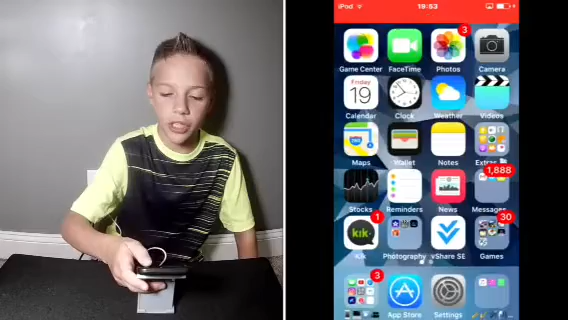 iPod 19:53
3
Game Center FaceTime Photos Camera
Friday
19
Calendar Clock Weather Videos
280
Maps Wallet Notes Extras
1,888
Stocks Reminders News Messages
1 30
kik
Kik Photography vShare SE Games
3
App Store Settings